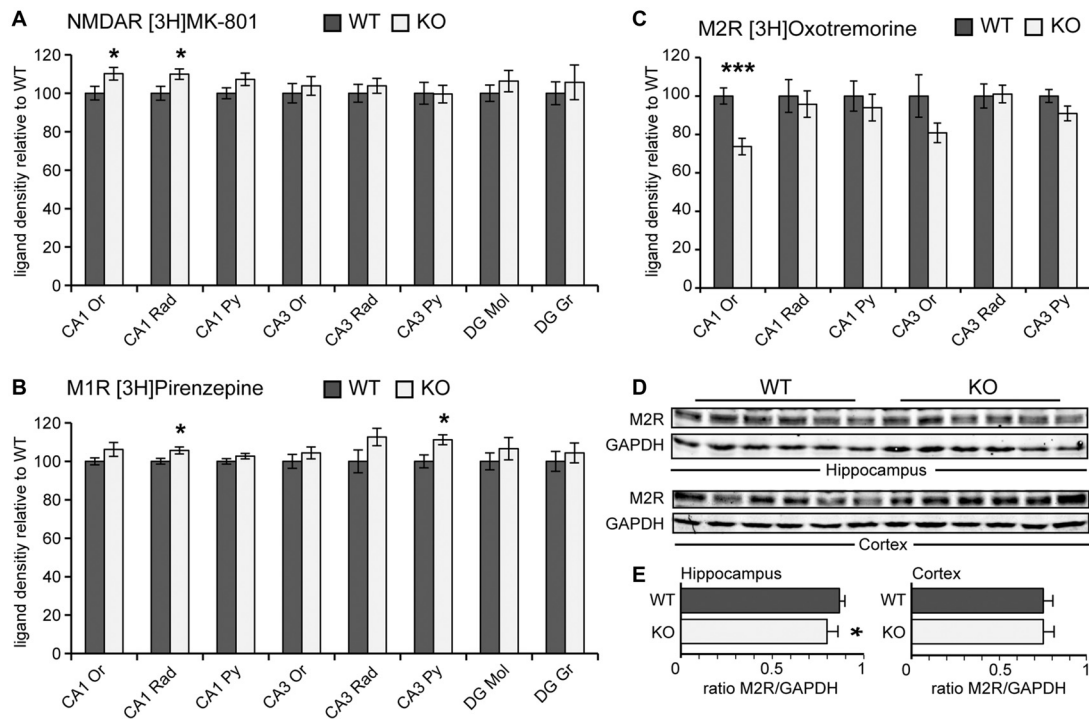 A
NMDAR [3H]MK-801
WT
KO
ligand densitiy relative to WT
120
100
80
60
40
20
0
*
*
CA1 Or
CA1 Rad
CA1 Py
CA3 Or
CA3 Rad
CA3 Py
DG Mol
DG Gr
B
M1R [3H]Pirenzepine
WT
KO
ligand densitiy relative to WT
120
100
80
60
40
20
0
*
*
CA1 Or
CA1 Rad
CA1 Py
CA3 Or
CA3 Rad
CA3 Py
DG Mol
DG Gr
C
M2R [3H]Oxotremorine
WT
KO
ligand densitiy relative to WT
120
100
80
60
40
20
0
***
CA1 Or
CA1 Rad
CA1 Py
CA3 Or
CA3 Rad
CA3 Py
D
WT
KO
M2R
GAPDH
Hippocampus
M2R
GAPDH
Cortex
E
Hippocampus
WT
KO
*
0
0.5
1
ratio M2R/GAPDH
Cortex
WT
KO
0
0.5
1
ratio M2R/GAPDH